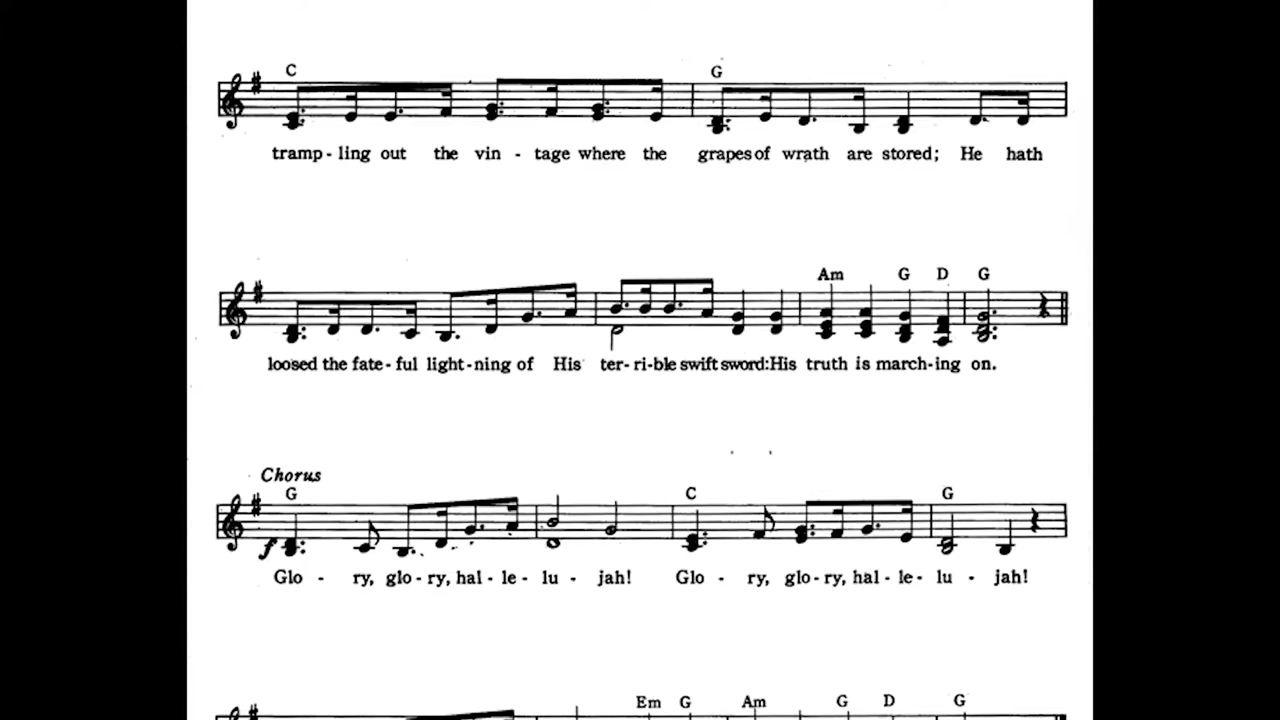 C G
tramp - ling out the vin - tage where the grapes of wrath are stored; He hath
Am G D G
loosed the fate - ful light - ning of His ter - ri - ble swift sword: His truth is march - ing on.
Chorus
G C G
f
Glo - ry, glo - ry, hal - le - lu - jah! Glo - ry, glo - ry, hal - le - lu - jah!
Em G Am G D G